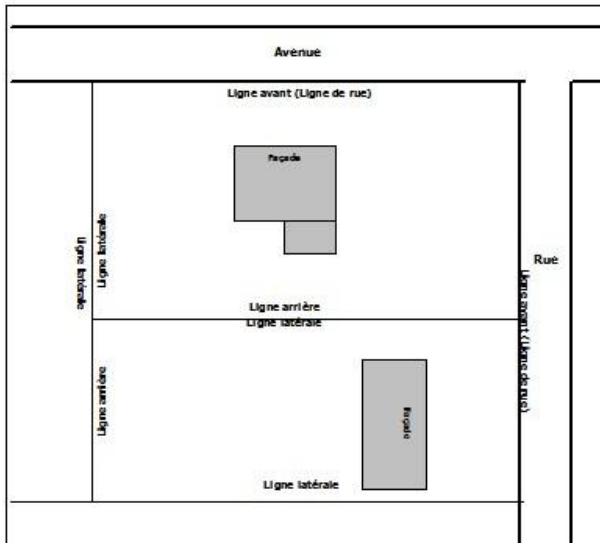 Avenue
Ligne avant (Ligne de rue)
Façade
Ligne latérale
Ligne latérale
Rue
Ligne avant (Ligne de rue)
Ligne arrière
Ligne latérale
Ligne arrière
Façade
Ligne latérale